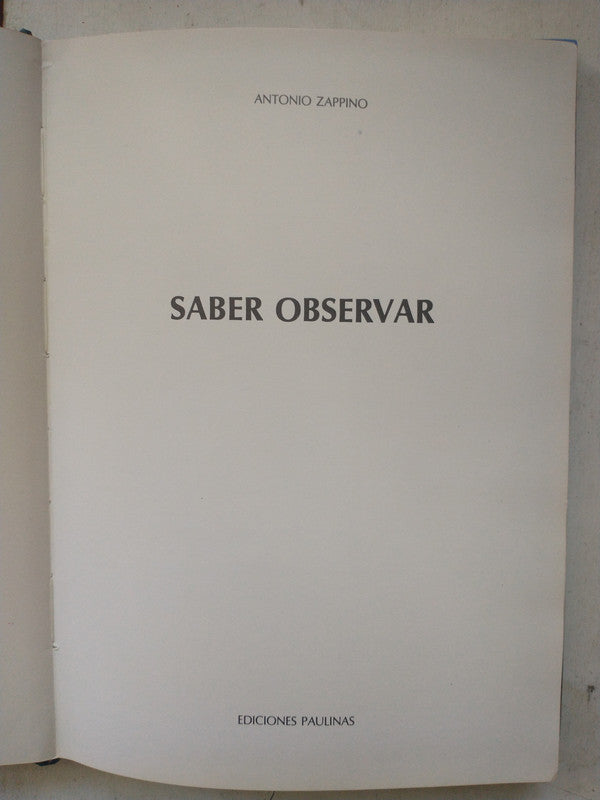 ANTONIO ZAPPINO
SABER OBSERVAR
EDICIONES PAULINAS